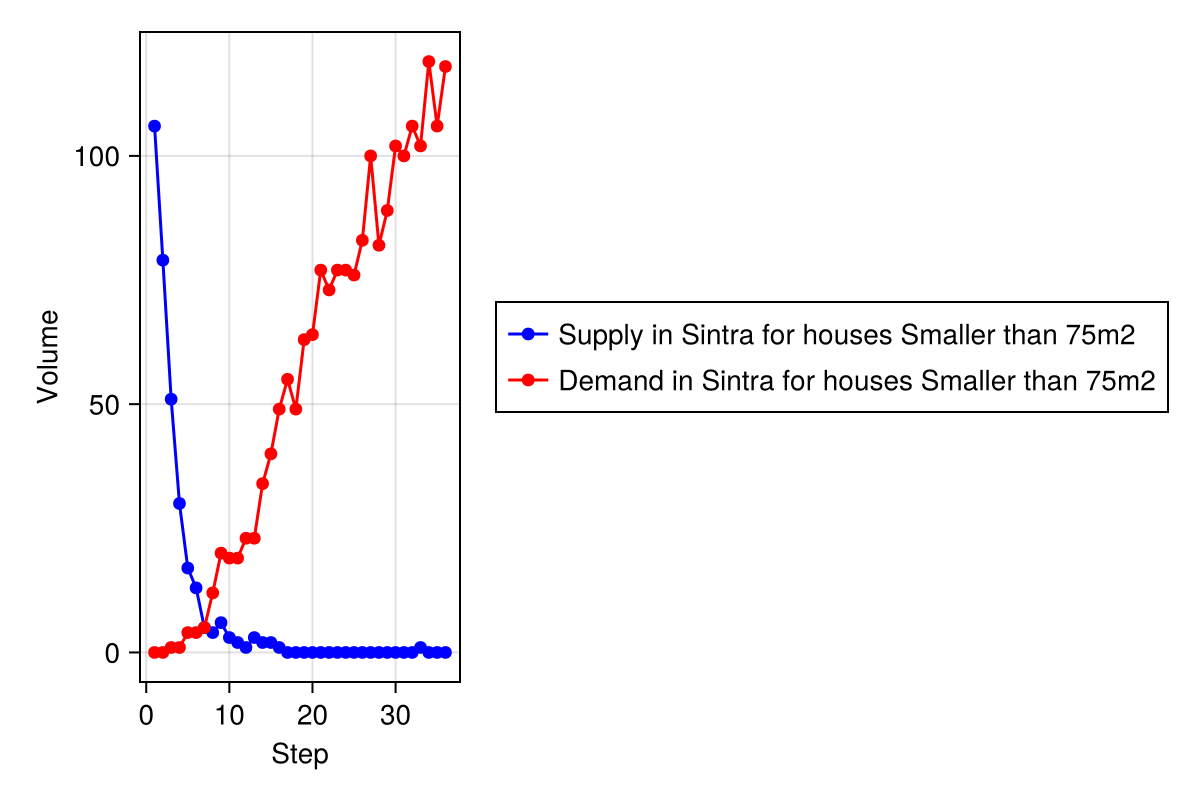 Volume
100
50
0
0 10 20 30
Step
Supply in Sintra for houses Smaller than 75m2
Demand in Sintra for houses Smaller than 75m2